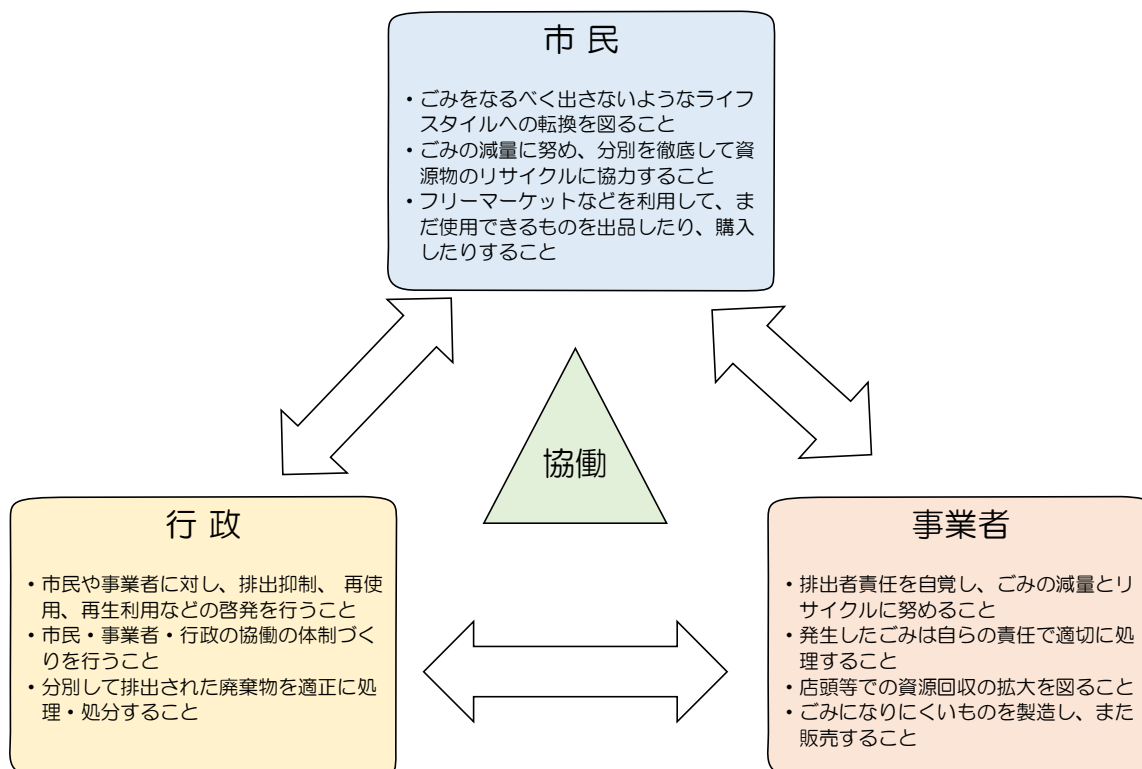 市 民
・ごみをなるべく出さないようなライフ
スタイルへの転換を図ること
・ごみの減量に努め、分別を徹底して資
源物のリサイクルに協力すること
・フリーマーケットなどを利用して、ま
だ使用できるものを出品したり、購入
したりすること
協働
行 政
・市民や事業者に対し、排出抑制、 再使
用、再生利用などの啓発を行うこと
・市民・事業者・行政の協働の体制づく
りを行うこと
・分別して排出された廃棄物を適正に処
理・処分すること
事業者
・排出者責任を自覚し、ごみの減量とリ
サイクルに努めること
・発生したごみは自らの責任で適切に処
理すること
・店頭等での資源回収の拡大を図ること
・ごみになりにくいものを製造し、また
販売すること